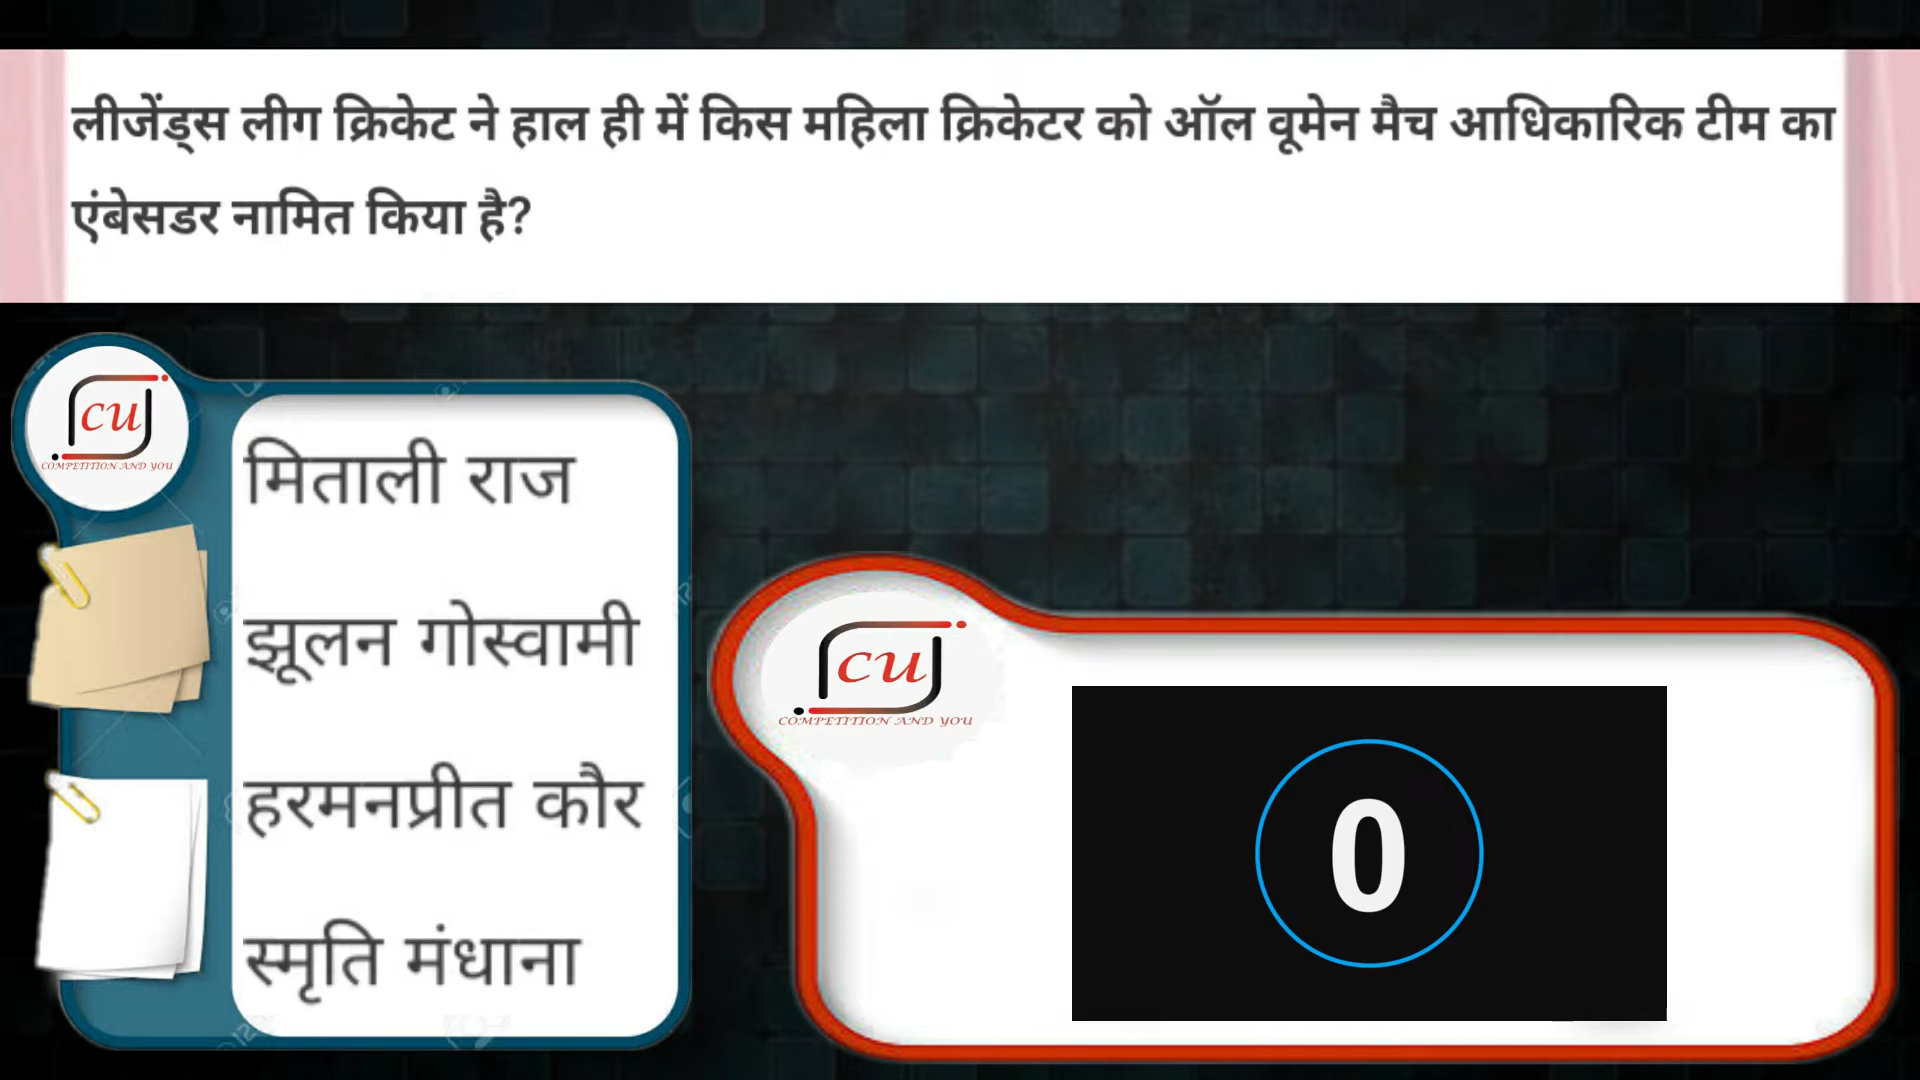 लीजेंड्स लीग क्रिकेट ने हाल ही में किस महिला क्रिकेटर को ऑल वूमेन मैच आधिकारिक टीम का
एंबेसडर नामित किया है?
CU
COMPETITION AND YOU
मिताली राज
झूलन गोस्वामी
हरमनप्रीत कौर
स्मृति मंधाना
CU
COMPETITION AND YOU
0